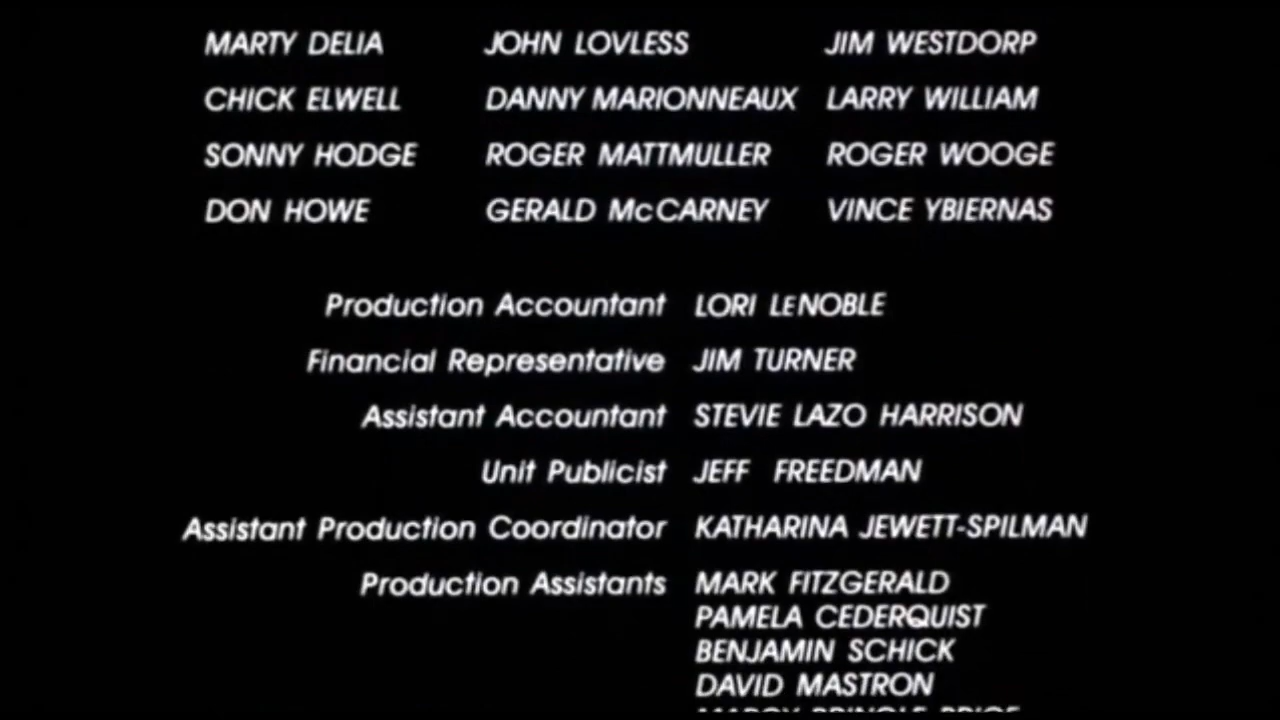 MARTY DELIA JOHN LOVLESS JIM WESTDORP
CHICK ELWELL DANNY MARIONNEAUX LARRY WILLIAM
SONNY HODGE ROGER MATTMULLER ROGER WOOGE
DON HOWE GERALD McCARNEY VINCE YBIERNAS
Production Accountant LORI LENOBLE
Financial Representative JIM TURNER
Assistant Accountant STEVIE LAZO HARRISON
Unit Publicist JEFF FREEDMAN
Assistant Production Coordinator KATHARINA JEWETT-SPILMAN
Production Assistants MARK FITZGERALD
PAMELA CEDERQUIST
BENJAMIN SCHICK
DAVID MASTRON